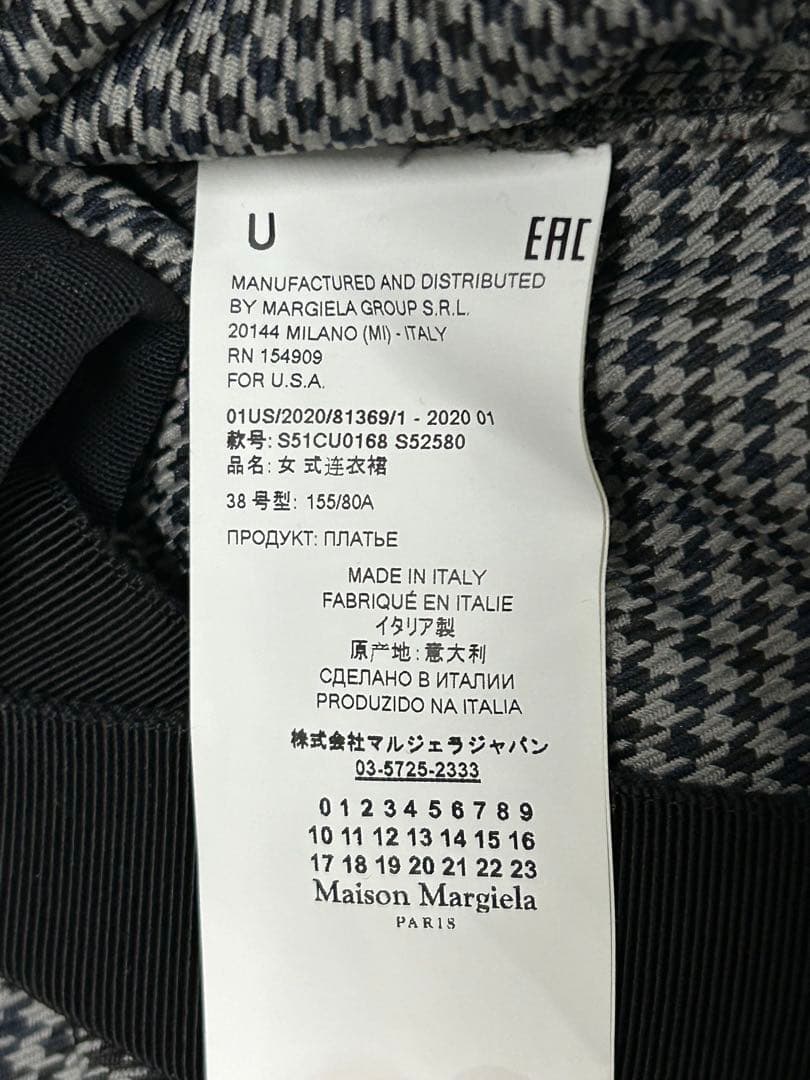 U
EAC
MANUFACTURED AND DISTRIBUTED
BY MARGIELA GROUP S.R.L.
20144 MILANO (MI) - ITALY
RN 154909
FOR U.S.A.
01US/2020/81369/1 - 2020 01
款号: S51CU0168 S52580
品名: 女 式连衣裙
38 号型: 155/80A
ПРОДУКТ: ПЛАТЬЕ
MADE IN ITALY
FABRIQUÉ EN ITALIE
イタリア製
原产地:意大利
СДЕЛАНО В ИТАЛИИ
PRODUZIDO NA ITALIA
株式会社マルジェラジャパン
03-5725-2333
0 1 2 3 4 5 6 7 8 9
10 11 12 13 14 15 16
17 18 19 20 21 22 23
Maison Margiela
PARIS